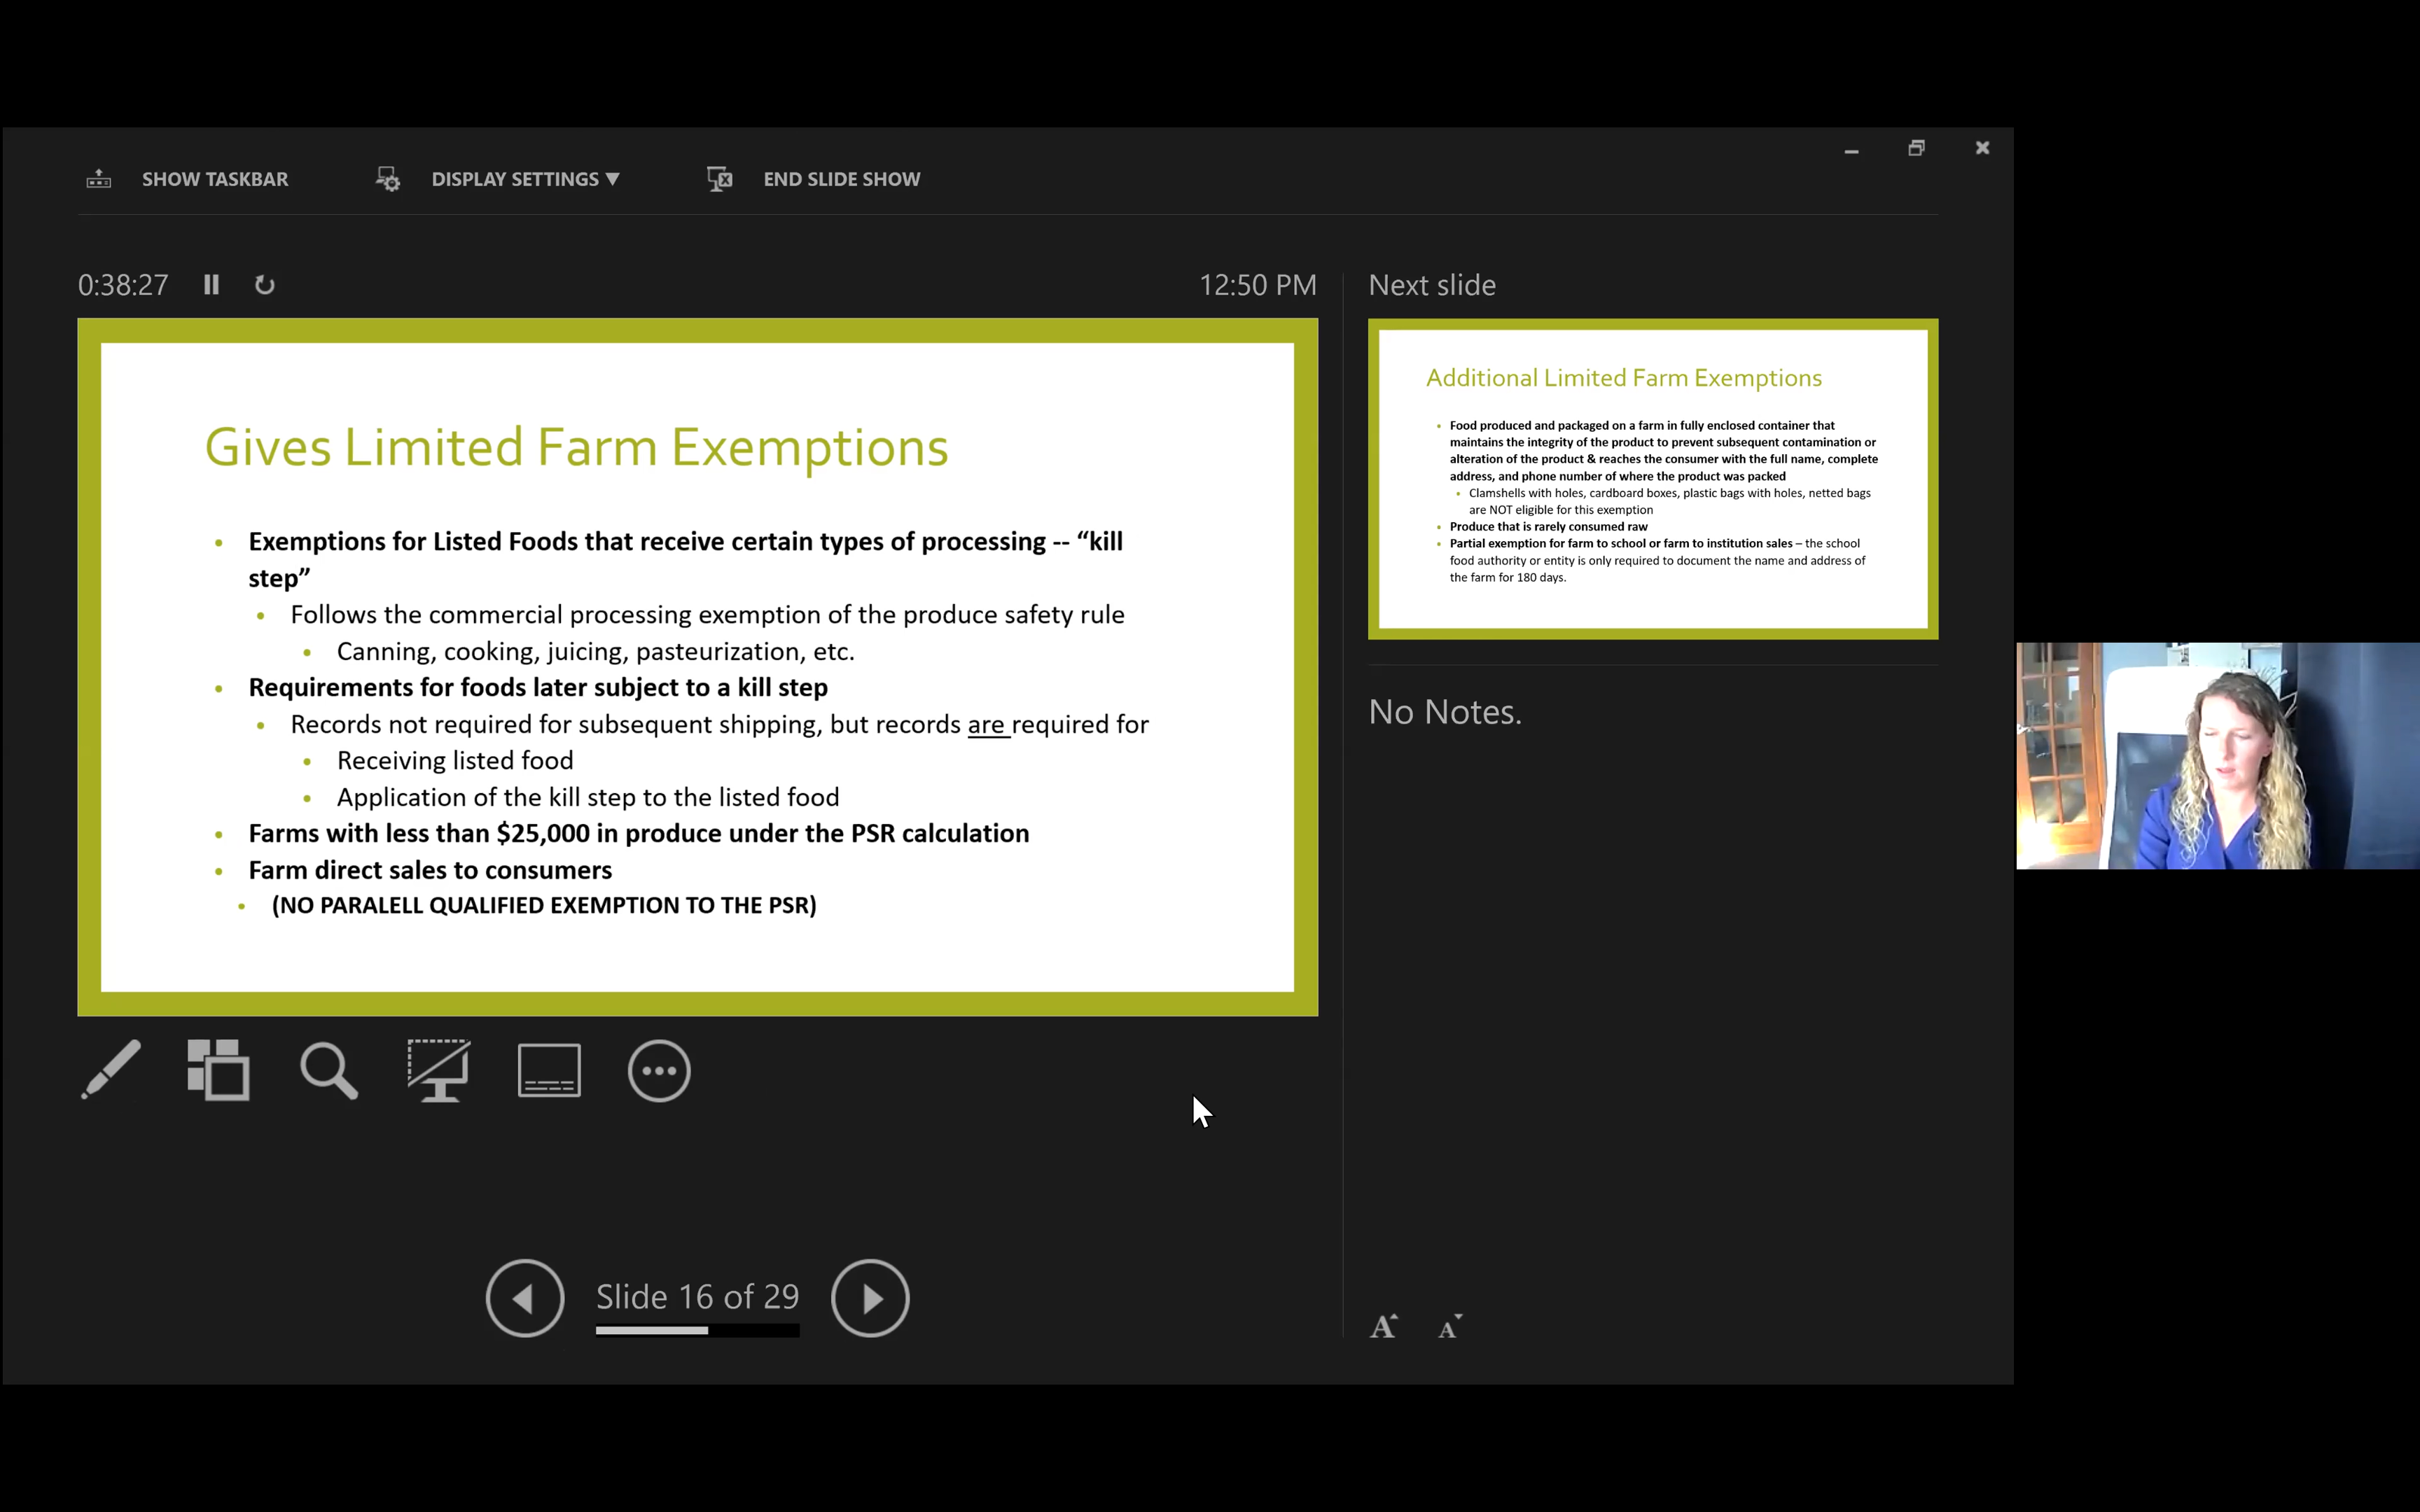 SHOW TASKBAR
DISPLAY SETTINGS ▼
END SLIDE SHOW
0:38:27
12:50 PM
Gives Limited Farm Exemptions
Exemptions for Listed Foods that receive certain types of processing -- “kill
step”
Follows the commercial processing exemption of the produce safety rule
Canning, cooking, juicing, pasteurization, etc.
Requirements for foods later subject to a kill step
Records not required for subsequent shipping, but records are required for
Receiving listed food
Application of the kill step to the listed food
Farms with less than $25,000 in produce under the PSR calculation
Farm direct sales to consumers
(NO PARALELL QUALIFIED EXEMPTION TO THE PSR)
Slide 16 of 29
Next slide
Additional Limited Farm Exemptions
Food produced and packaged on a farm in fully enclosed container that
maintains the integrity of the product to prevent subsequent contamination or
alteration of the product & reaches the consumer with the full name, complete
address, and phone number of where the product was packed
Clamshells with holes, cardboard boxes, plastic bags with holes, netted bags
are NOT eligible for this exemption
Produce that is rarely consumed raw
Partial exemption for farm to school or farm to institution sales – the school
food authority or entity is only required to document the name and address of
the farm for 180 days.
No Notes.
A A